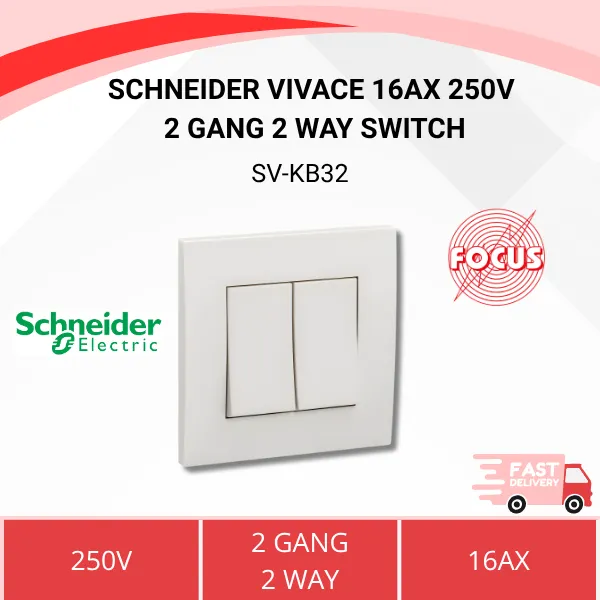 SCHNEIDER VIVACE 16AX 250V
2 GANG 2 WAY SWITCH
SV-KB32
FOCUS
Schneider
Electric
FAST
DELIVERY
250V
2 GANG
2 WAY
16AX